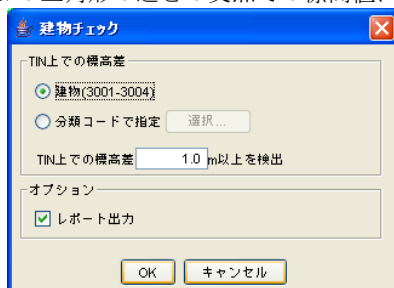 建物チェック
TIN上での標高差
建物(3001-3004)
分類コードで指定 選択...
TIN上での標高差 1.0 m以上を検出
オプション
レポート出力
OK キャンセル